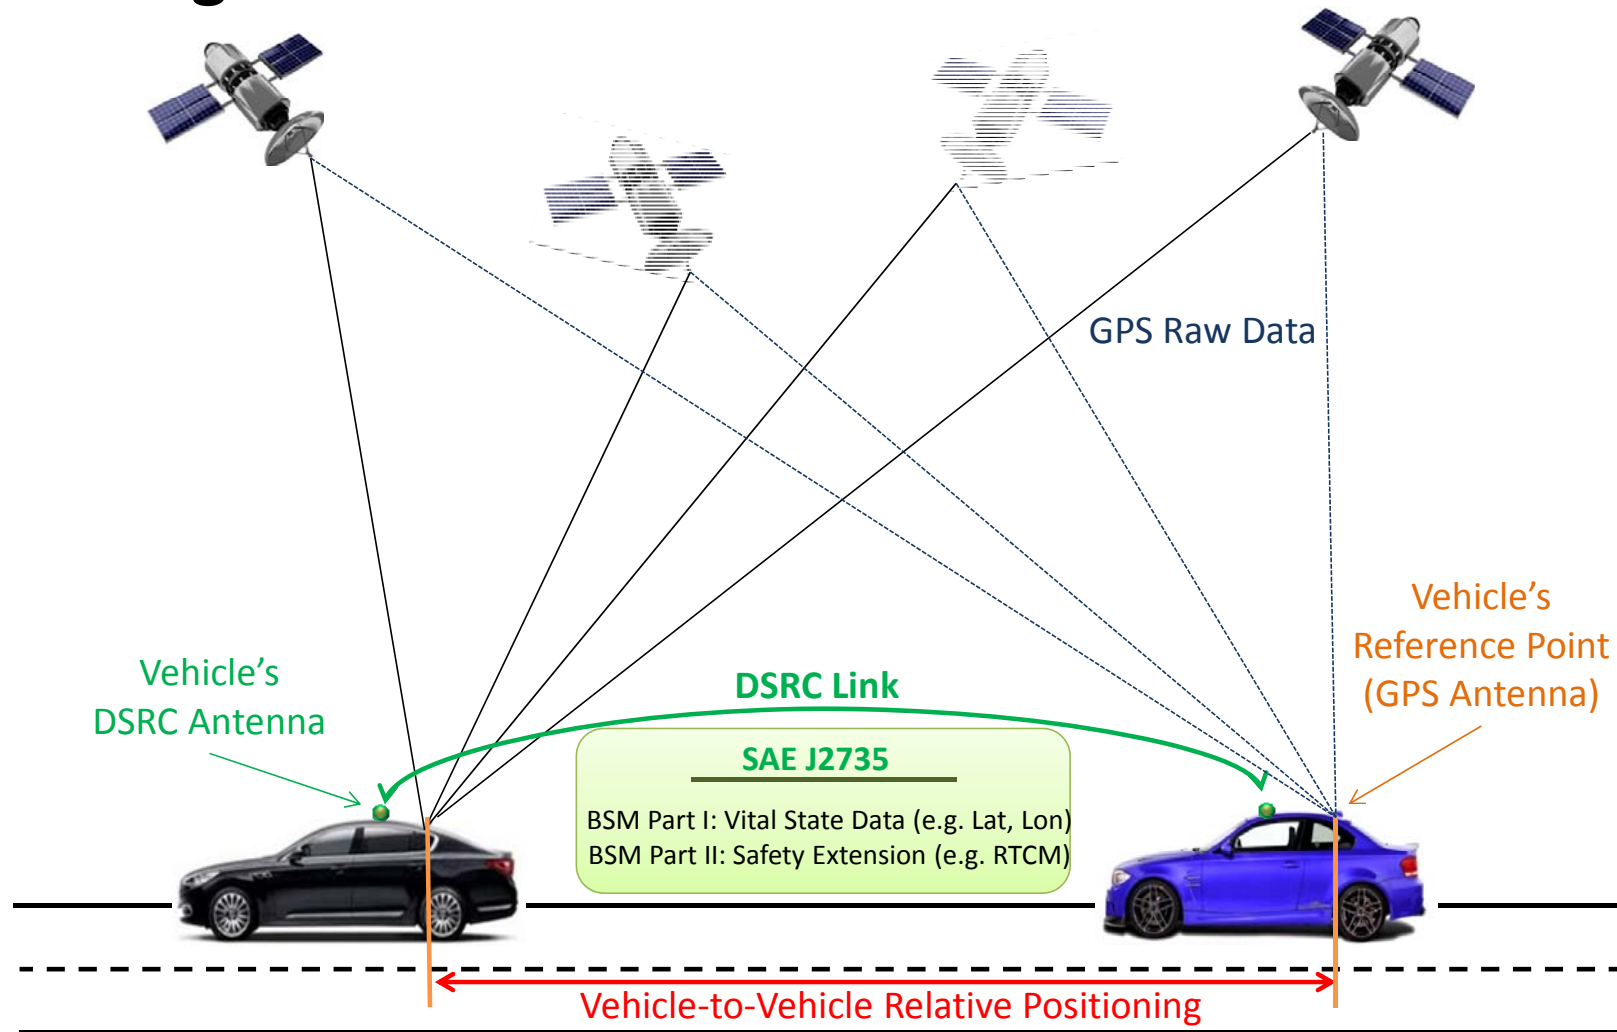 GPS Raw Data
Vehicle's
Reference Point
(GPS Antenna)
Vehicle's
DSRC Antenna
DSRC Link
SAE J2735
BSM Part I: Vital State Data (e.g. Lat, Lon)
BSM Part II: Safety Extension (e.g. RTCM)
Vehicle-to-Vehicle Relative Positioning